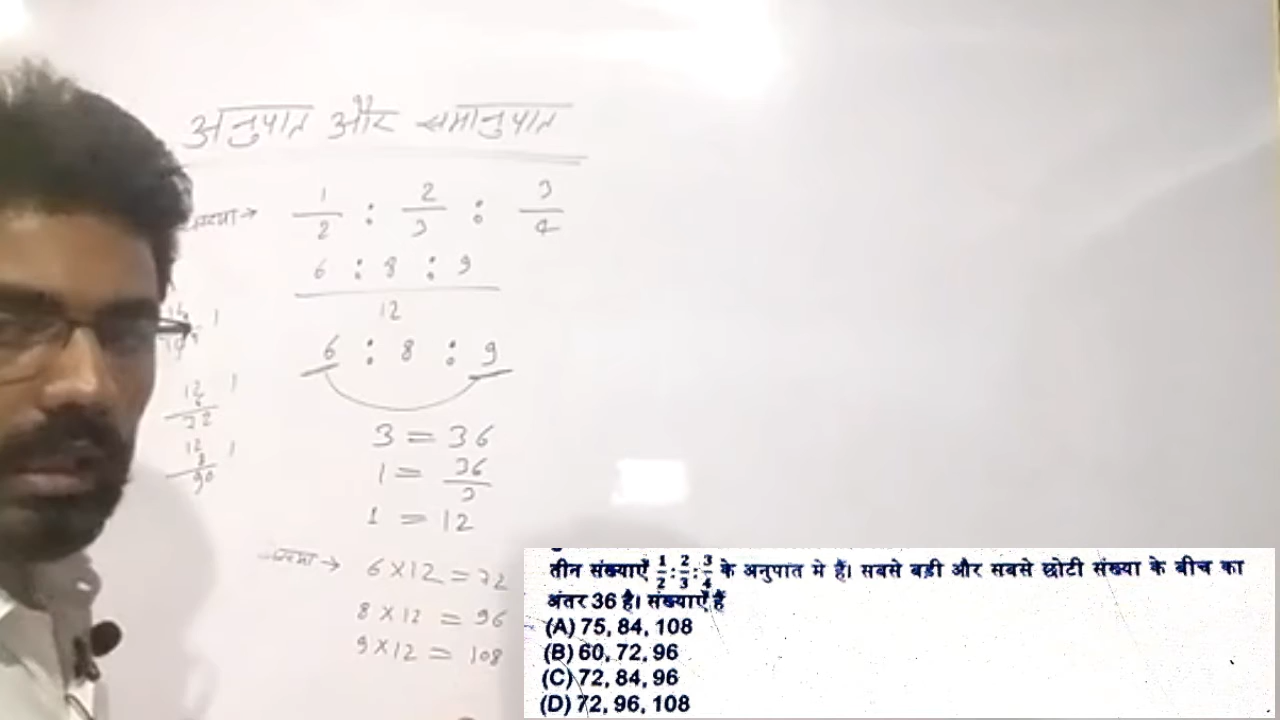 अनुपात और समानुपात
1/2 : 2/3 : 3/4
6 : 8 : 9
12
6 : 8 : 9
3 = 36
1 = 36/3
1 = 12
6 × 12 = 72
8 × 12 = 96
9 × 12 = 108
तीन संख्याएँ 1/2 : 2/3 : 3/4 के अनुपात मे हैं। सबसे बड़ी और सबसे छोटी संख्या के बीच का
अंतर 36 है। संख्याएँ हैं
(A) 75, 84, 108
(B) 60, 72, 96
(C) 72, 84, 96
(D) 72, 96, 108